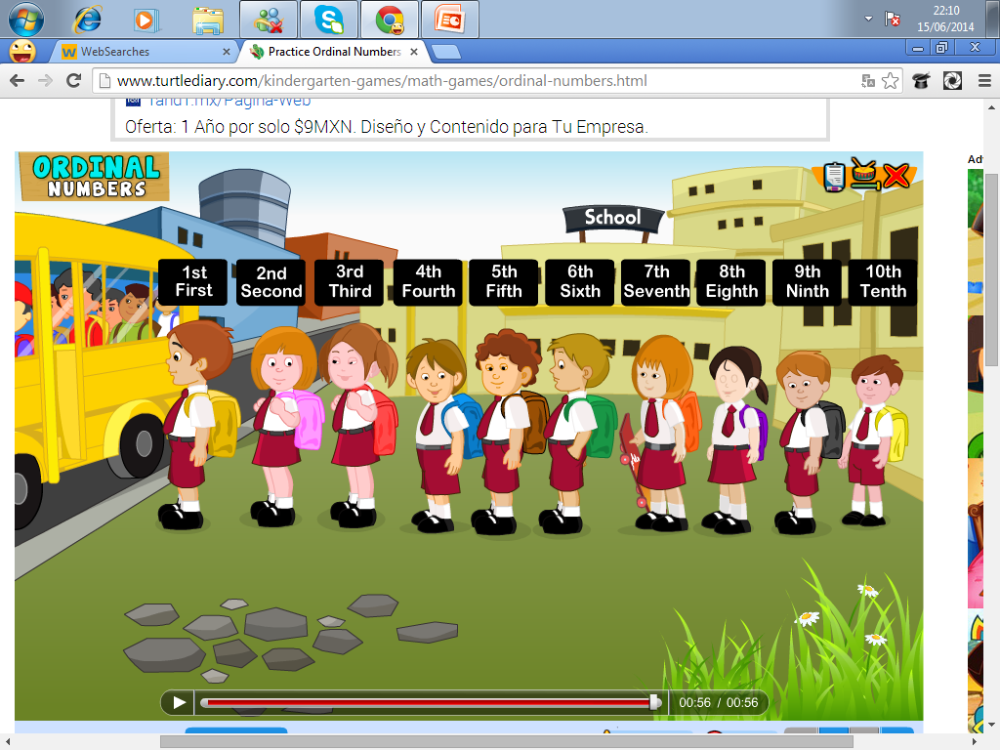 22:10
15/06/2014
WebSearches
Practice Ordinal Numbers
www.turtlediary.com/kindergarten-games/math-games/ordinal-numbers.html
1and1.mx/Pagina-Web
Oferta: 1 Año por solo $9MXN. Diseño y Contenido para Tu Empresa.
Ad
ORDINAL
NUMBERS
School
1st
First
2nd
Second
3rd
Third
4th
Fourth
5th
Fifth
6th
Sixth
7th
Seventh
8th
Eighth
9th
Ninth
10th
Tenth
00:56 / 00:56